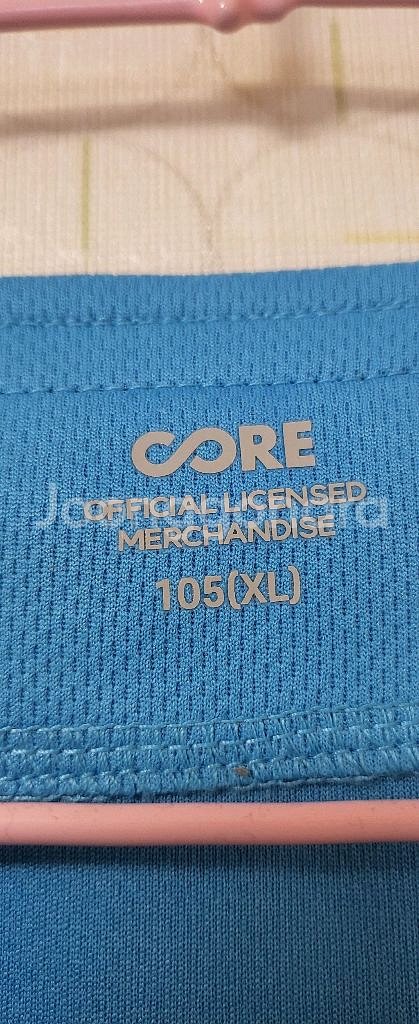 CORE
OFFICIAL LICENSED
MERCHANDISE
105(XL)